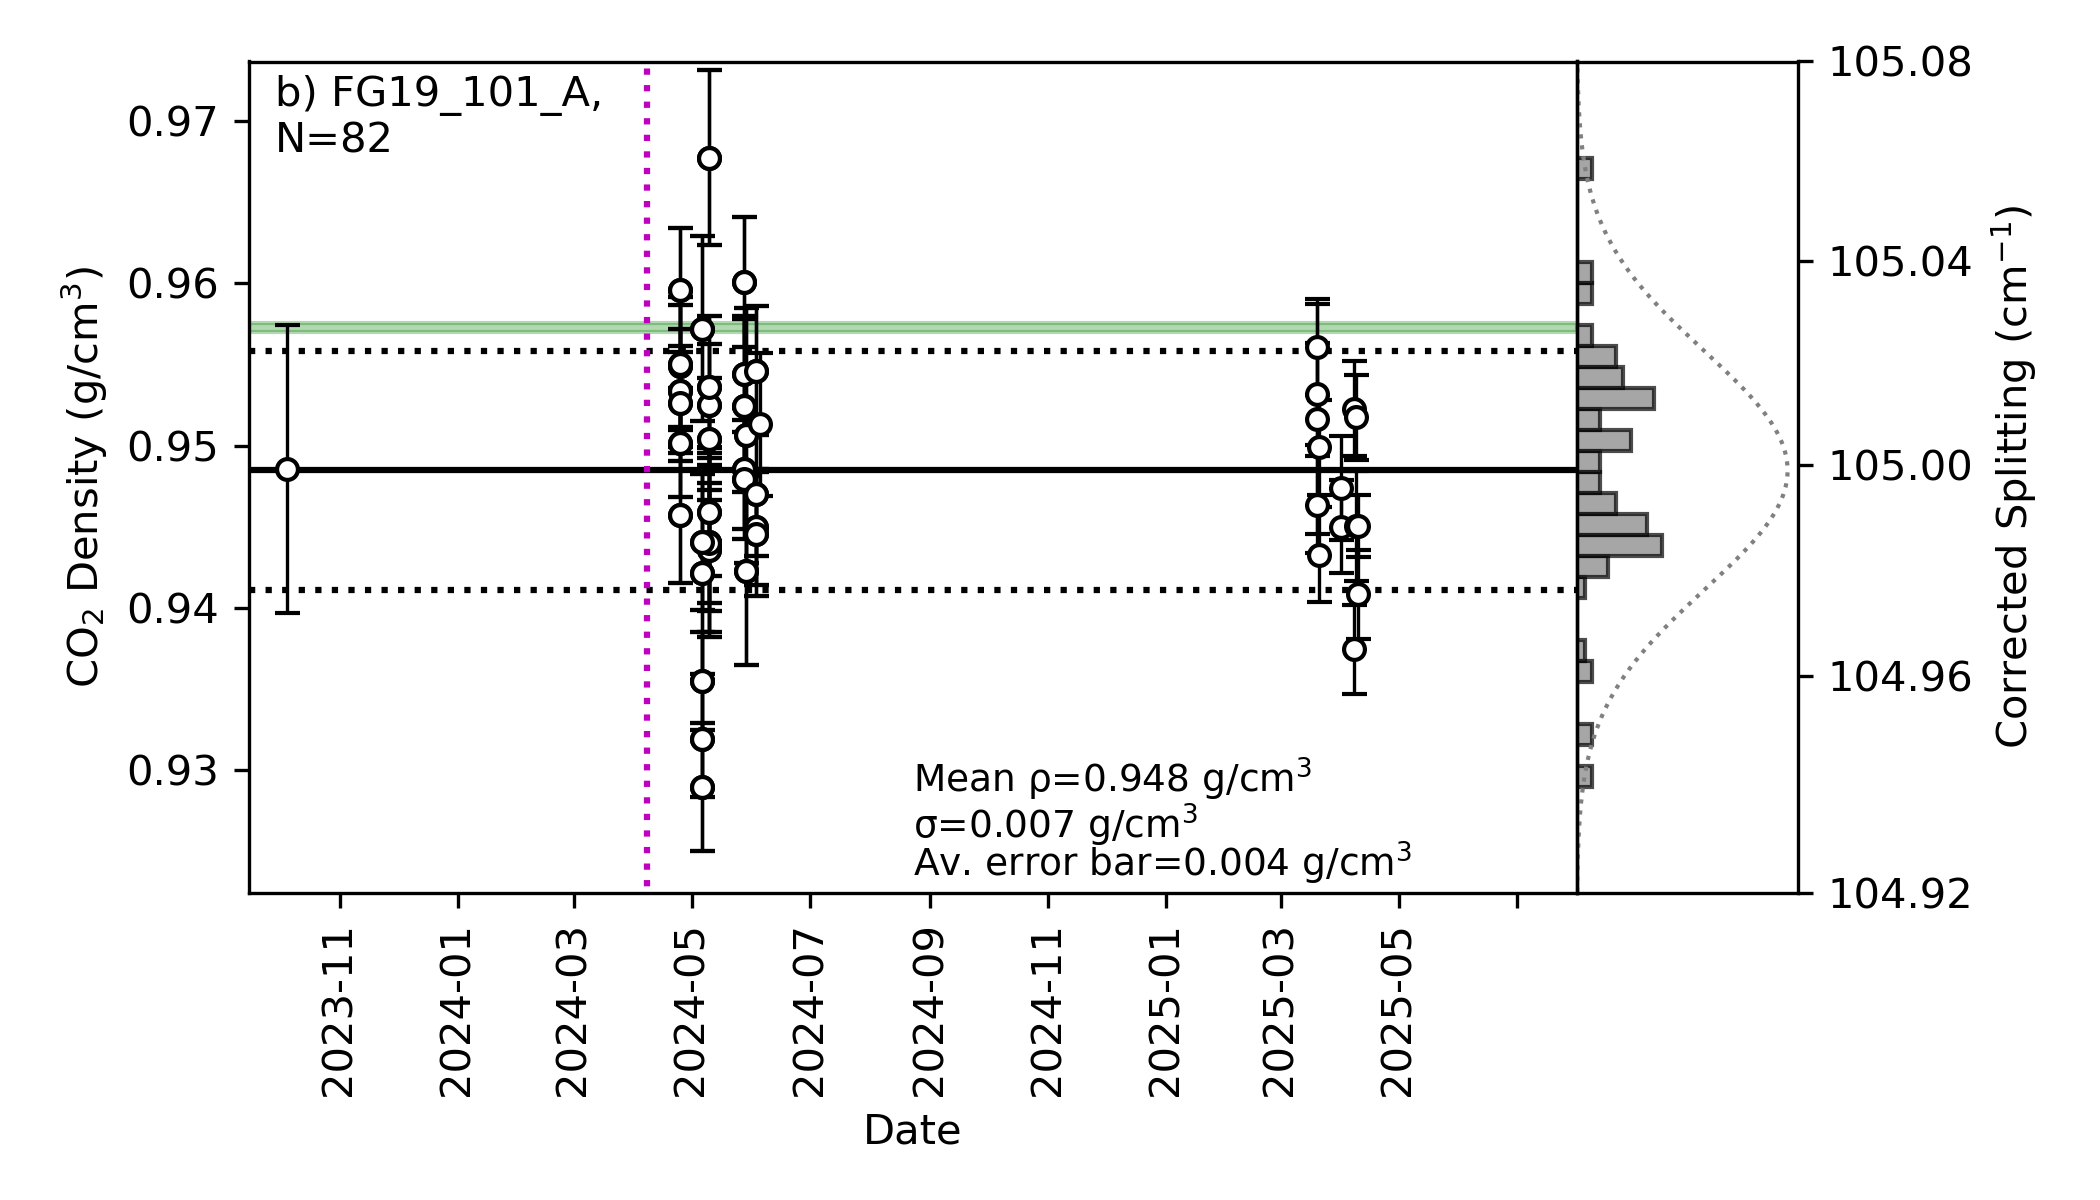 b) FG19_101_A,
N=82
0.97
0.96
0.95
0.94
0.93
CO₂ Density (g/cm³)
105.08
105.04
105.00
104.96
104.92
Corrected Splitting (cm⁻¹)
Mean ρ=0.948 g/cm³
σ=0.007 g/cm³
Av. error bar=0.004 g/cm³
2023-11
2024-01
2024-03
2024-05
2024-07
2024-09
2024-11
2025-01
2025-03
2025-05
Date